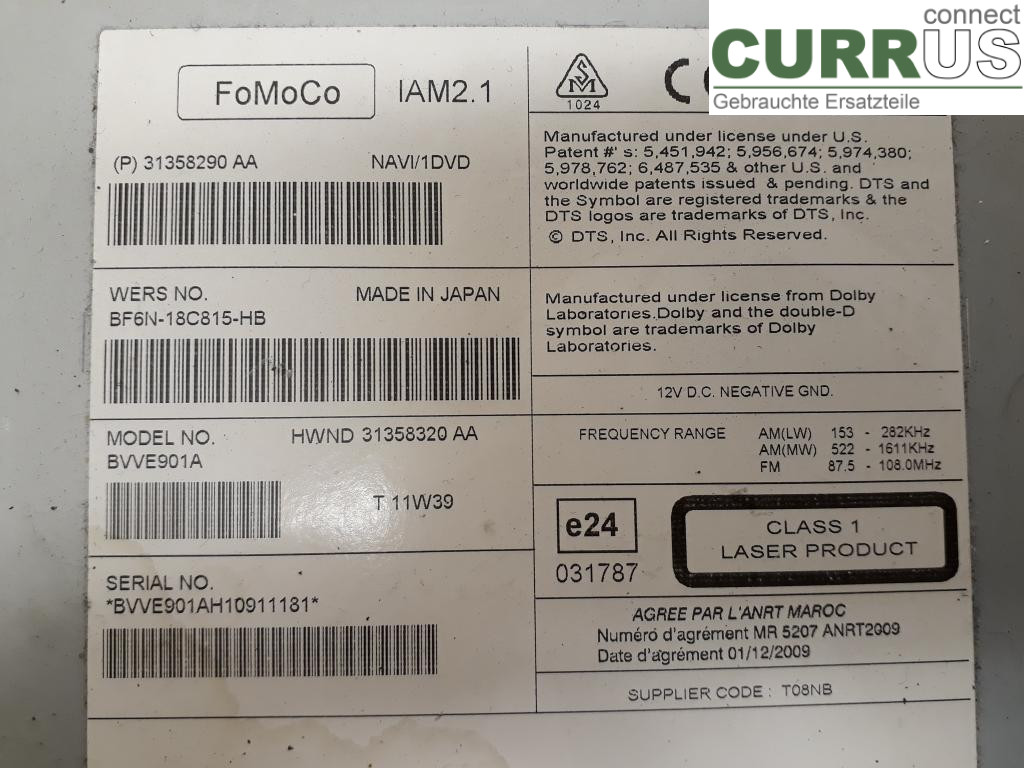 connect
CURRUS
Gebrauchte Ersatzteile
FoMoCo
IAM2.1
(P) 31358290 AA NAVI/1DVD
WERS NO. MADE IN JAPAN
BF6N-18C815-HB
MODEL NO. HWND 31358320 AA
BVVE901A
T 11W39
SERIAL NO.
*BVVE901AH10911181*
SM
1024
C
Manufactured under license under U.S.
Patent #' s: 5,451,942; 5,956,674; 5,974,380;
5,978,762; 6,487,535 & other U.S. and
worldwide patents issued & pending. DTS and
the Symbol are registered trademarks & the
DTS logos are trademarks of DTS, Inc.
© DTS, Inc. All Rights Reserved.
Manufactured under license from Dolby
Laboratories.Dolby and the double-D
symbol are trademarks of Dolby
Laboratories.
12V D.C. NEGATIVE GND.
FREQUENCY RANGE AM(LW) 153 - 282KHz
AM(MW) 522 - 1611KHz
FM 87.5 - 108.0MHz
e24
031787
CLASS 1
LASER PRODUCT
AGREE PAR L'ANRT MAROC
Numéro d'agrément MR 5207 ANRT2009
Date d'agrément 01/12/2009
SUPPLIER CODE : T08NB